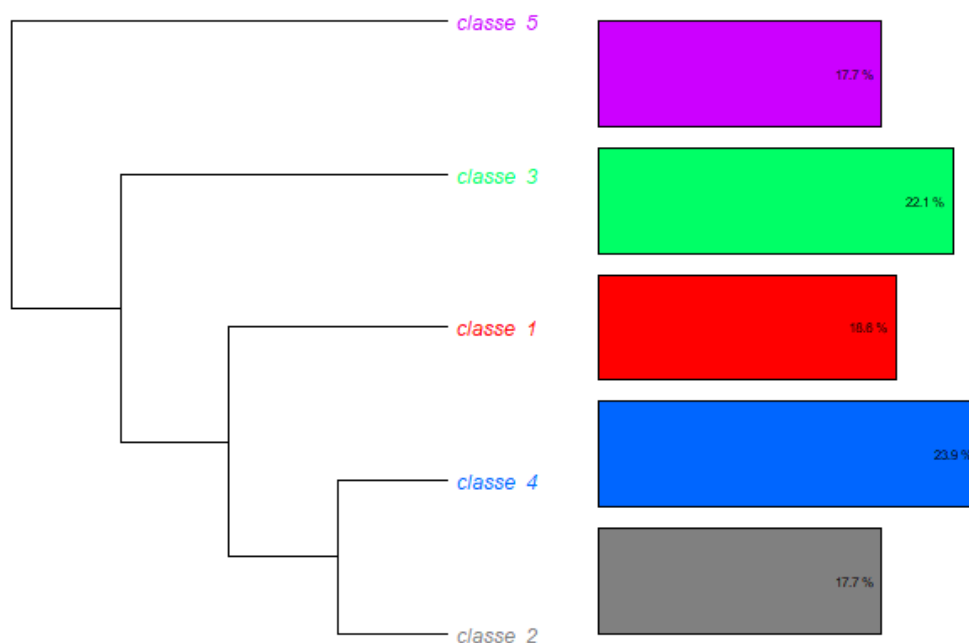 classe 5
17.7 %
classe 3
22.1 %
classe 1
18.8 %
classe 4
23.9 %
classe 2
17.7 %